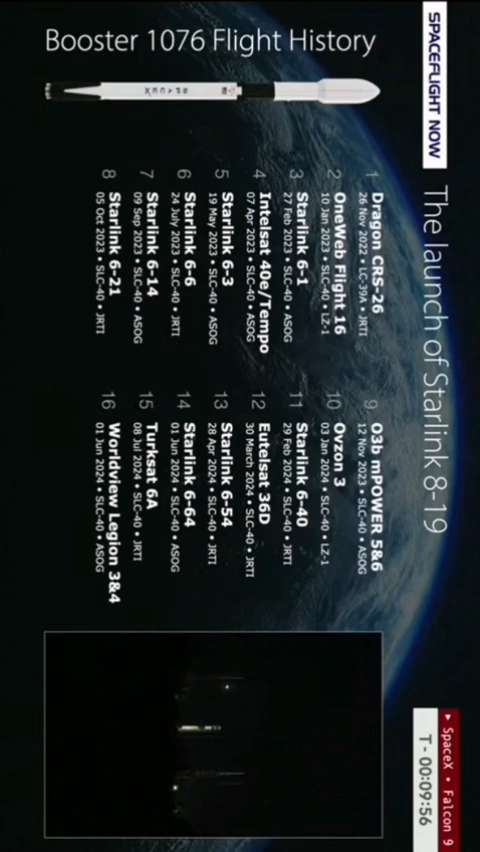 SPACEFLIGHT NOW
The launch of Starlink 8-19
SpaceX • Falcon 9
T - 00:09:56
Booster 1076 Flight History
SPACEX
1 Dragon CRS-26
26 Nov 2022 • LC-39A • JRTI
2 OneWeb Flight 16
10 Jan 2023 • SLC-40 • LZ-1
3 Starlink 6-1
27 Feb 2023 • SLC-40 • ASOG
4 Intelsat 40e/Tempo
07 Apr 2023 • SLC-40 • ASOG
5 Starlink 6-3
19 May 2023 • SLC-40 • ASOG
6 Starlink 6-6
24 July 2023 • SLC-40 • JRTI
7 Starlink 6-14
09 Sep 2023 • SLC-40 • ASOG
8 Starlink 6-21
05 Oct 2023 • SLC-40 • JRTI
9 O3b mPOWER 5&6
12 Nov 2023 • SLC-40 • ASOG
10 Ovzon 3
03 Jan 2024 • SLC-40 • LZ-1
11 Starlink 6-40
29 Feb 2024 • SLC-40 • JRTI
12 Eutelsat 36D
30 March 2024 • SLC-40 • JRTI
13 Starlink 6-54
28 Apr 2024 • SLC-40 • JRTI
14 Starlink 6-64
01 Jun 2024 • SLC-40 • ASOG
15 Turksat 6A
08 Jul 2024 • SLC-40 • JRTI
16 Worldview Legion 3&4
01 Jun 2024 • SLC-40 • ASOG